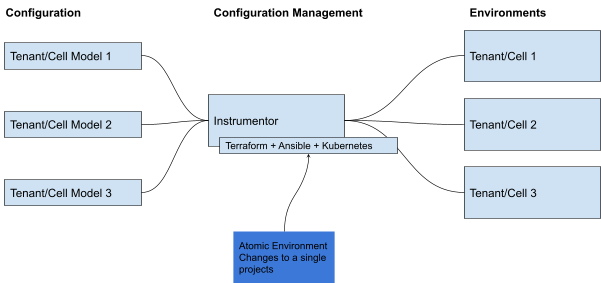 Configuration
Configuration Management
Environments
Tenant/Cell Model 1
Tenant/Cell 1
Tenant/Cell Model 2
Instrumentor
Tenant/Cell 2
Terraform + Ansible + Kubernetes
Tenant/Cell Model 3
Tenant/Cell 3
Atomic Environment
Changes to a single
projects